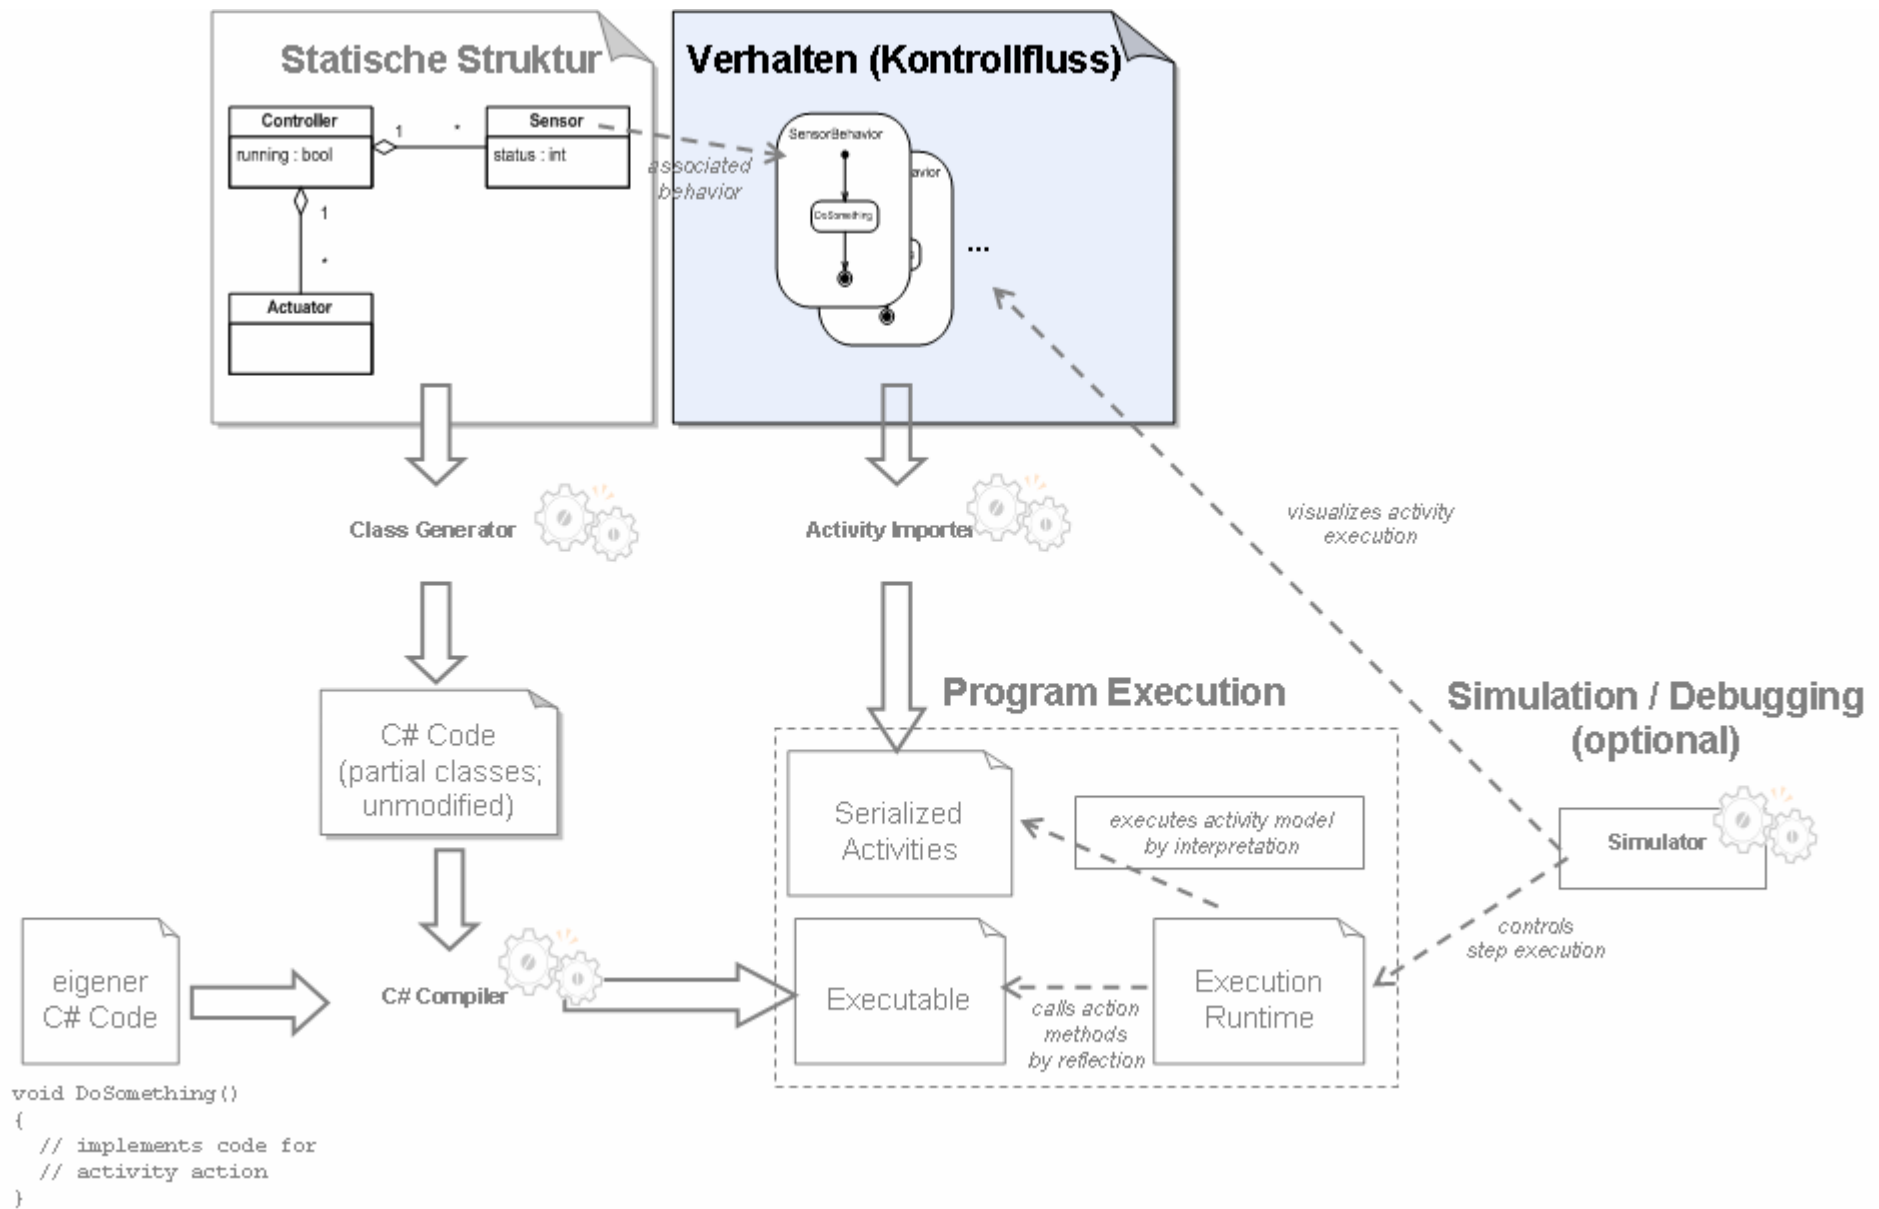 Statische Struktur
Controller
running : bool
1
*
Sensor
status : int
1
*
Actuator
associated
behavior
Verhalten (Kontrollfluss)
SensorBehavior
DoSomething
avior
...
Class Generator
Activity Importer
visualizes activity
execution
C# Code
(partial classes;
unmodified)
Program Execution
Serialized
Activities
executes activity model
by interpretation
Simulation / Debugging
(optional)
Simulator
controls
step execution
eigener
C# Code
C# Compiler
Executable
calls action
methods
by reflection
Execution
Runtime
void DoSomething()
{
// implements code for
// activity action
}